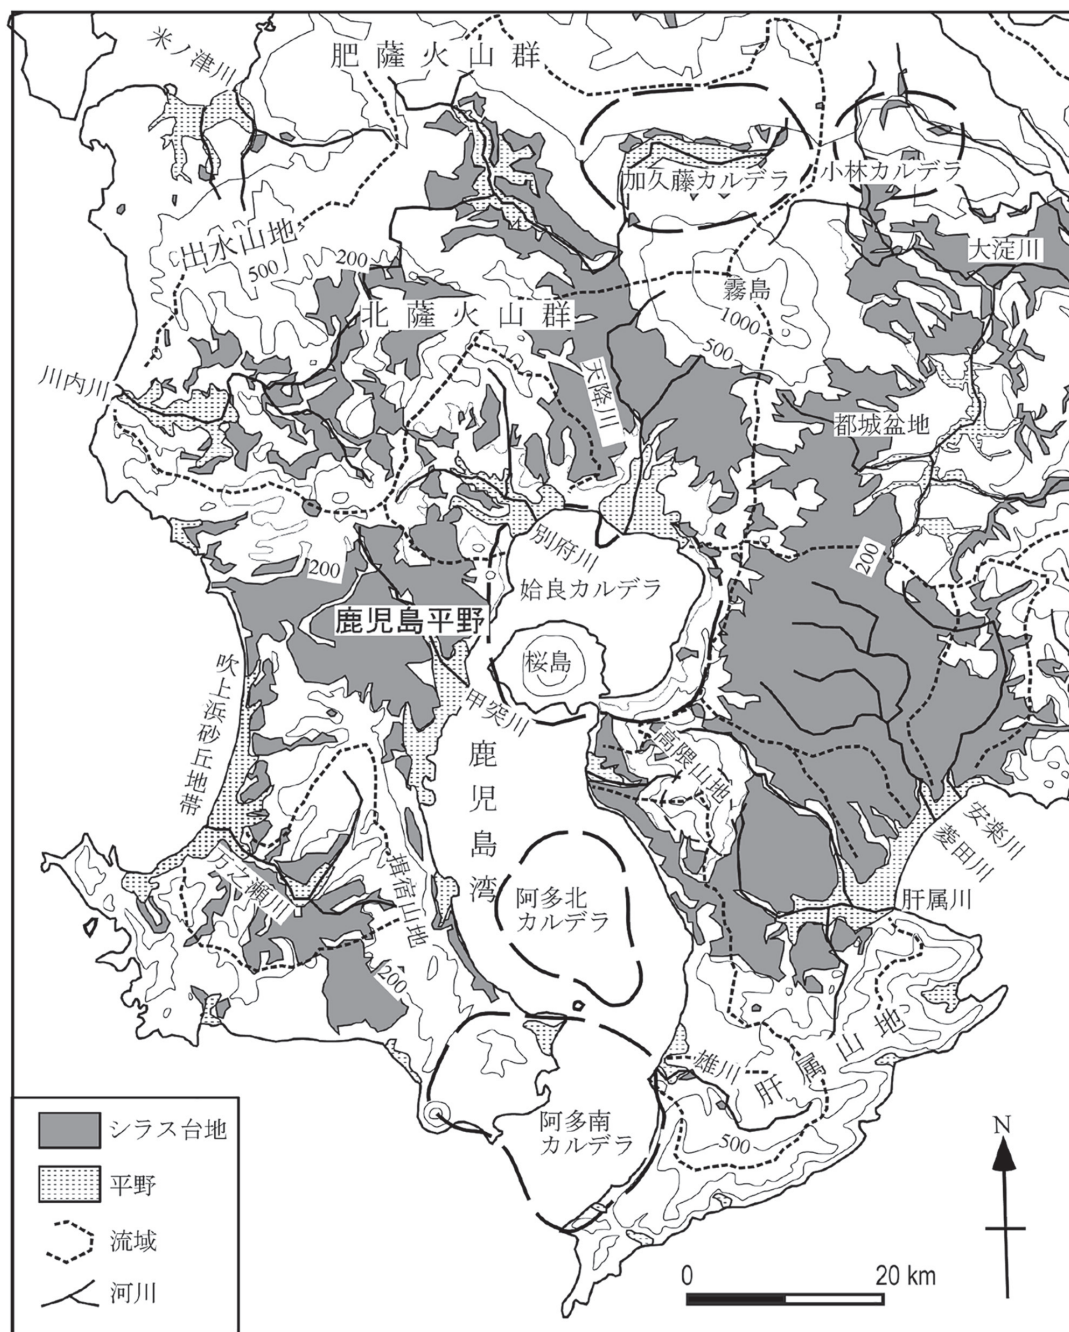 米ノ津川
肥薩火山群
加久藤カルデラ
小林カルデラ
出水山地
500
200
大淀川
霧島
1000
500
北薩火山群
川内川
天降川
都城盆地
200
200
別府川
姶良カルデラ
鹿児島平野
桜島
吹上浜砂丘地帯
甲突川
高隈山地
鹿児島湾
安楽川
菱田川
万之瀬川
揖宿山地
阿多北
カルデラ
肝属川
200
雄川
肝属山地
阿多南
カルデラ
500
シラス台地
平野
流域
河川
N
0
20 km